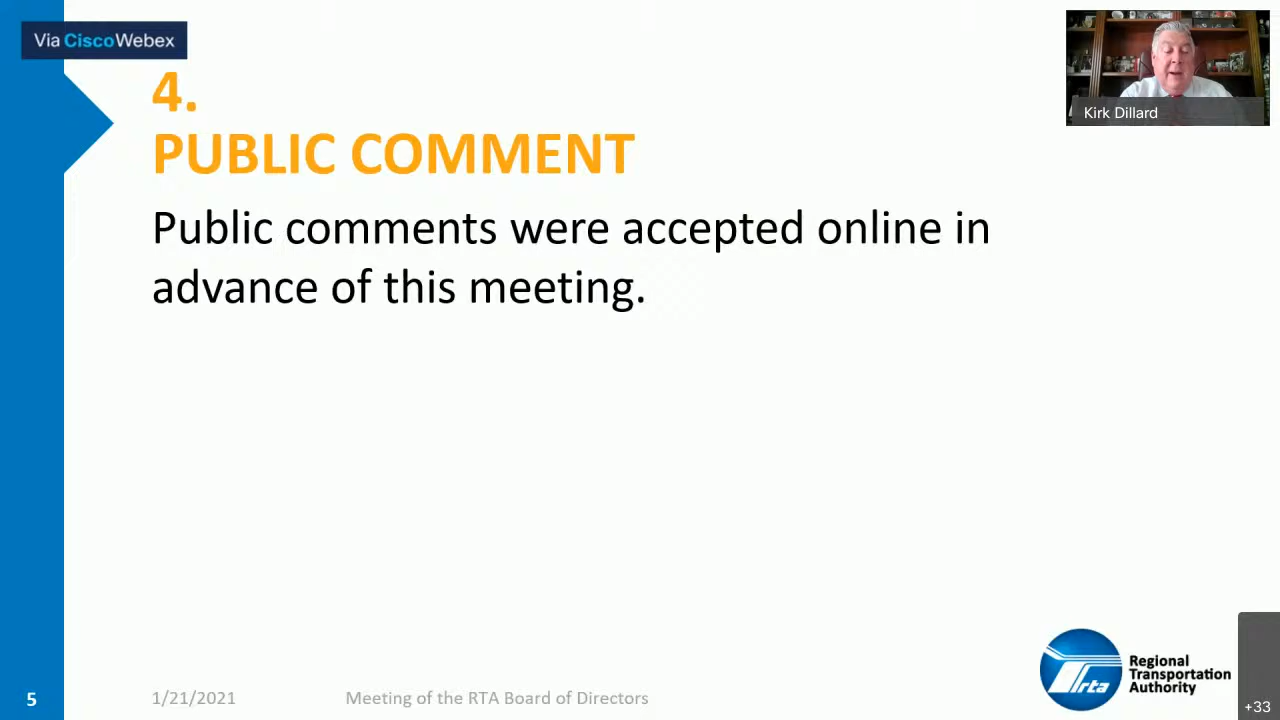 Via CiscoWebex
Kirk Dillard
4.
PUBLIC COMMENT
Public comments were accepted online in
advance of this meeting.
rta
Regional
Transportation
Authority
5
1/21/2021
Meeting of the RTA Board of Directors
+33